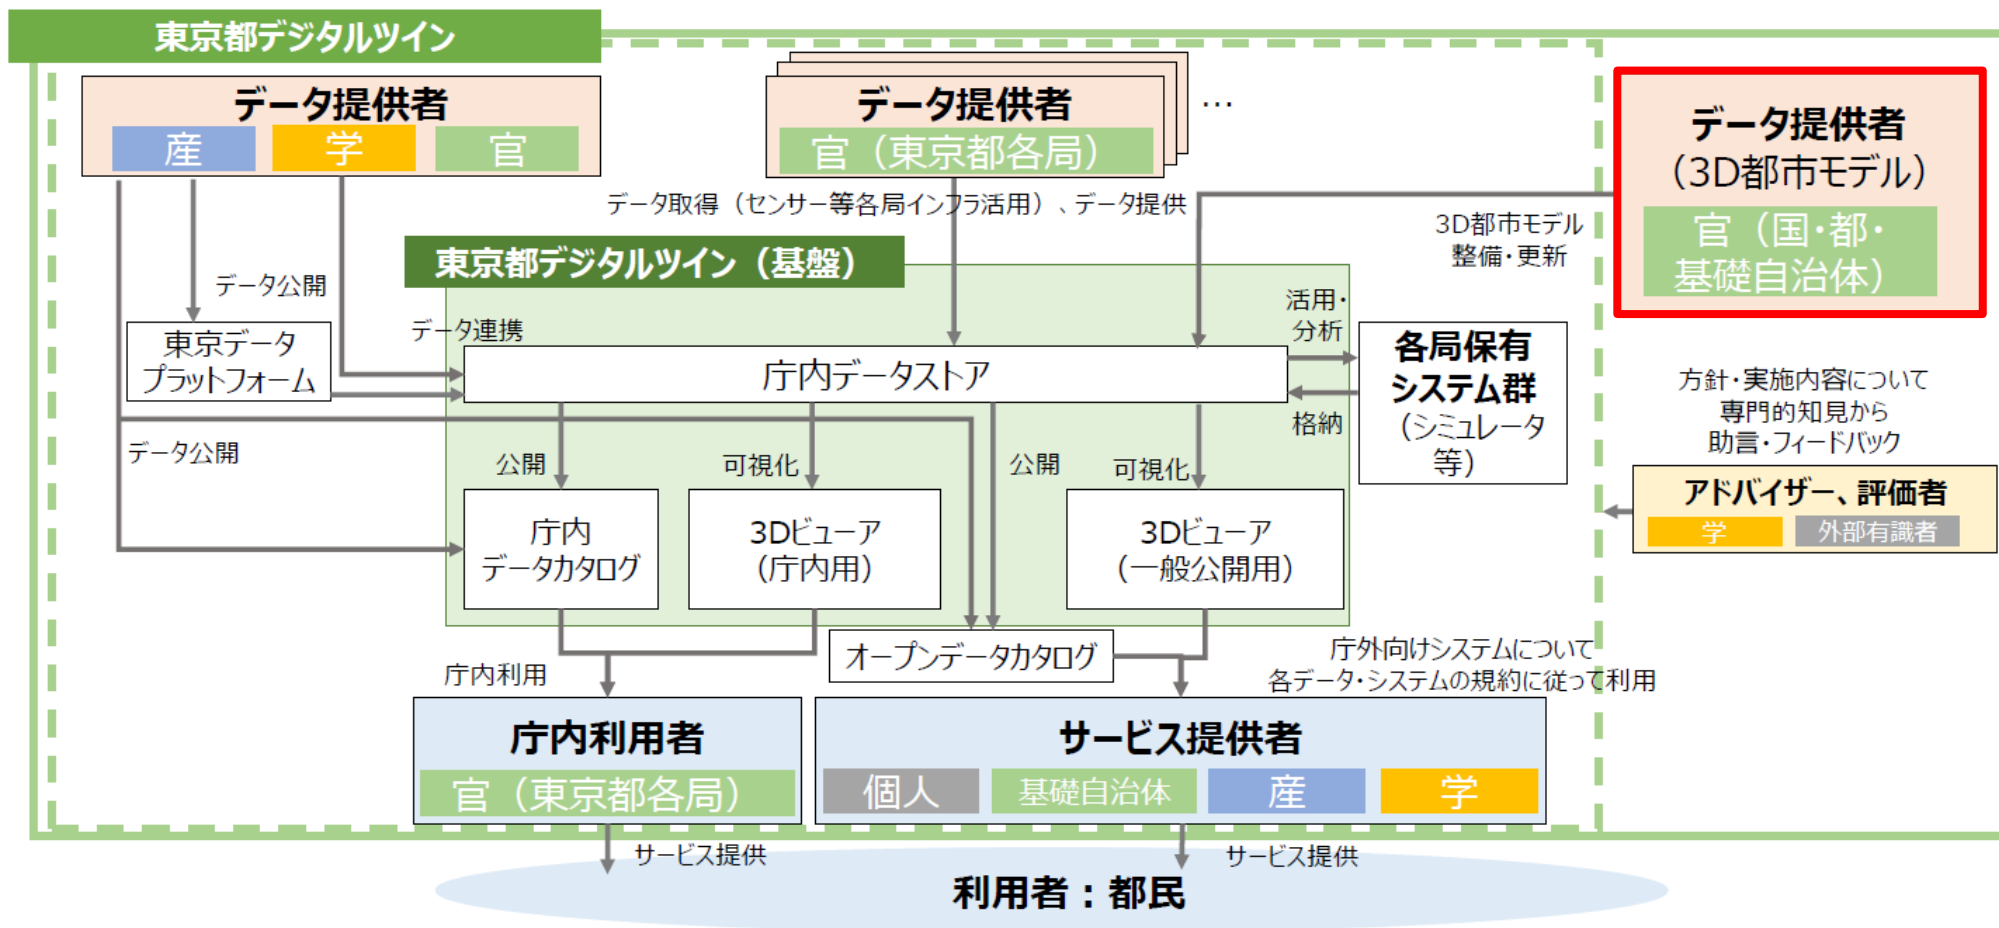 東京都デジタルツイン
データ提供者
産
学
官
データ提供者
官（東京都各局）
…
データ提供者
（3D都市モデル）
官（国・都・
基礎自治体）
データ取得（センサー等各局インフラ活用）、データ提供
3D都市モデル
整備・更新
東京都デジタルツイン（基盤）
データ公開
データ連携
活用・
分析
東京データ
プラットフォーム
庁内データストア
各局保有
システム群
（シミュレータ
等）
格納
方針・実施内容について
専門的知見から
助言・フィードバック
データ公開
公開
可視化
公開
可視化
アドバイザー、評価者
学
外部有識者
庁内
データカタログ
3Dビューア
（庁内用）
3Dビューア
（一般公開用）
オープンデータカタログ
庁内利用
庁外向けシステムについて
各データ・システムの規約に従って利用
庁内利用者
官（東京都各局）
サービス提供者
個人
基礎自治体
産
学
サービス提供
サービス提供
利用者：都民